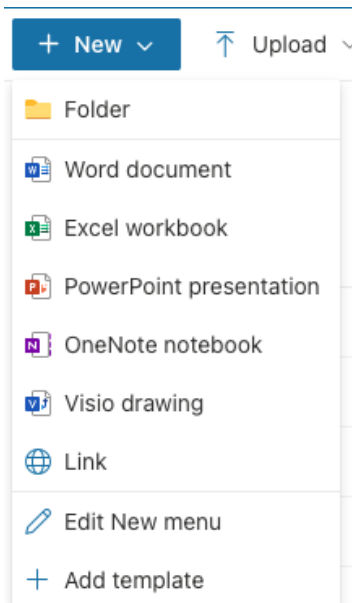 New
Upload
Folder
Word document
Excel workbook
PowerPoint presentation
OneNote notebook
Visio drawing
Link
Edit New menu
Add template